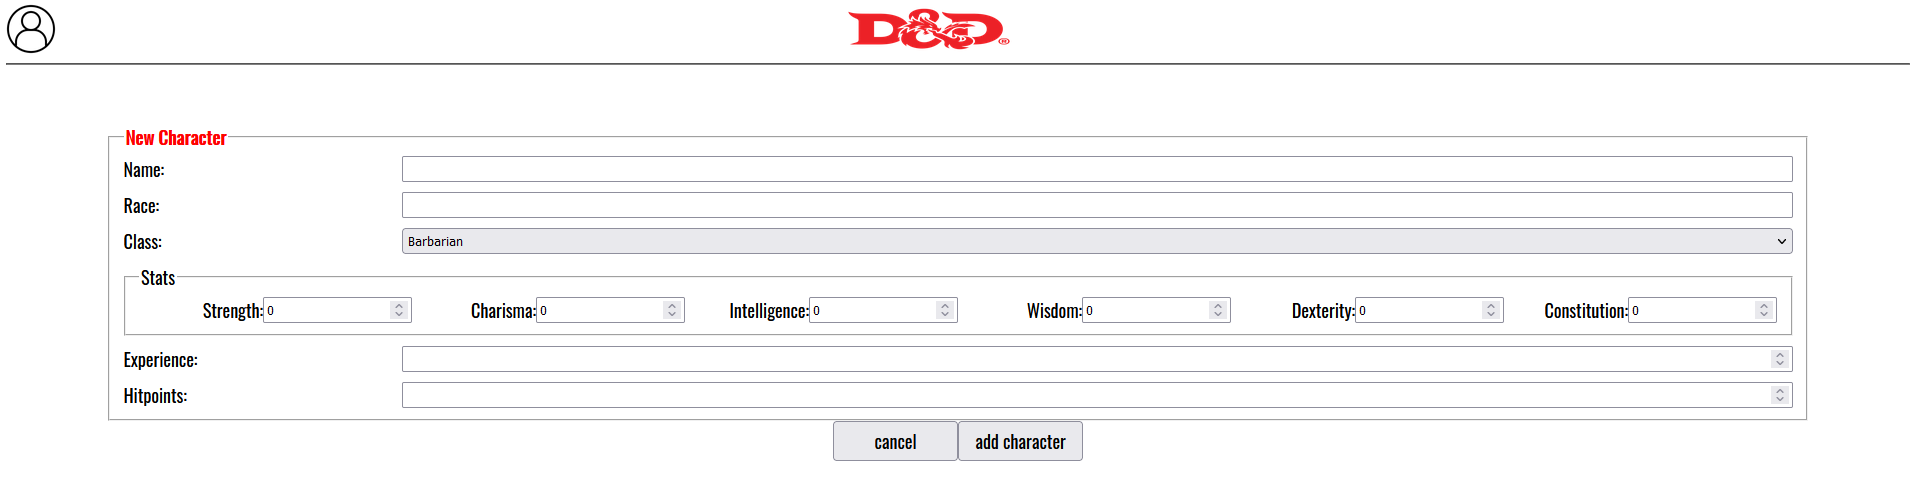 D&D®
New Character
Name:
Race:
Class: Barbarian
Stats
Strength: 0 Charisma: 0 Intelligence: 0 Wisdom: 0 Dexterity: 0 Constitution: 0
Experience:
Hitpoints:
cancel add character